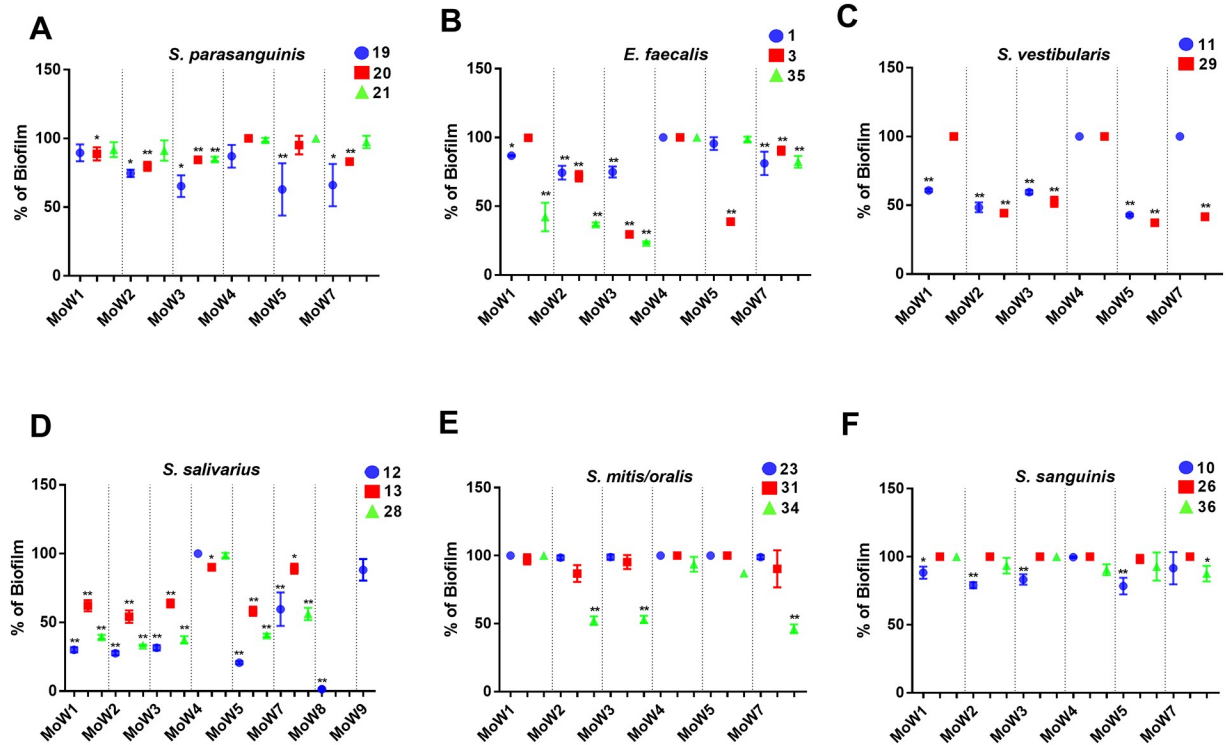 A
S. parasanguinis
19
20
21
% of Biofilm
150
100
50
0
* * ** * ** ** ** * **
MoW1 MoW2 MoW3 MoW4 MoW5 MoW7
B
E. faecalis
1
3
35
% of Biofilm
150
100
50
0
* ** ** ** ** ** ** ** ** ** ** **
MoW1 MoW2 MoW3 MoW4 MoW5 MoW7
C
S. vestibularis
11
29
% of Biofilm
150
100
50
0
** ** ** ** ** ** ** **
MoW1 MoW2 MoW3 MoW4 MoW5 MoW7
D
S. salivarius
12
13
28
% of Biofilm
150
100
50
0
** ** ** ** ** ** ** ** ** * ** ** ** ** * ** **
MoW1 MoW2 MoW3 MoW4 MoW5 MoW7 MoW8 MoW9
E
S. mitis/oralis
23
31
34
% of Biofilm
150
100
50
0
** ** **
MoW1 MoW2 MoW3 MoW4 MoW5 MoW7
F
S. sanguinis
10
26
36
% of Biofilm
150
100
50
0
* ** ** ** *
MoW1 MoW2 MoW3 MoW4 MoW5 MoW7